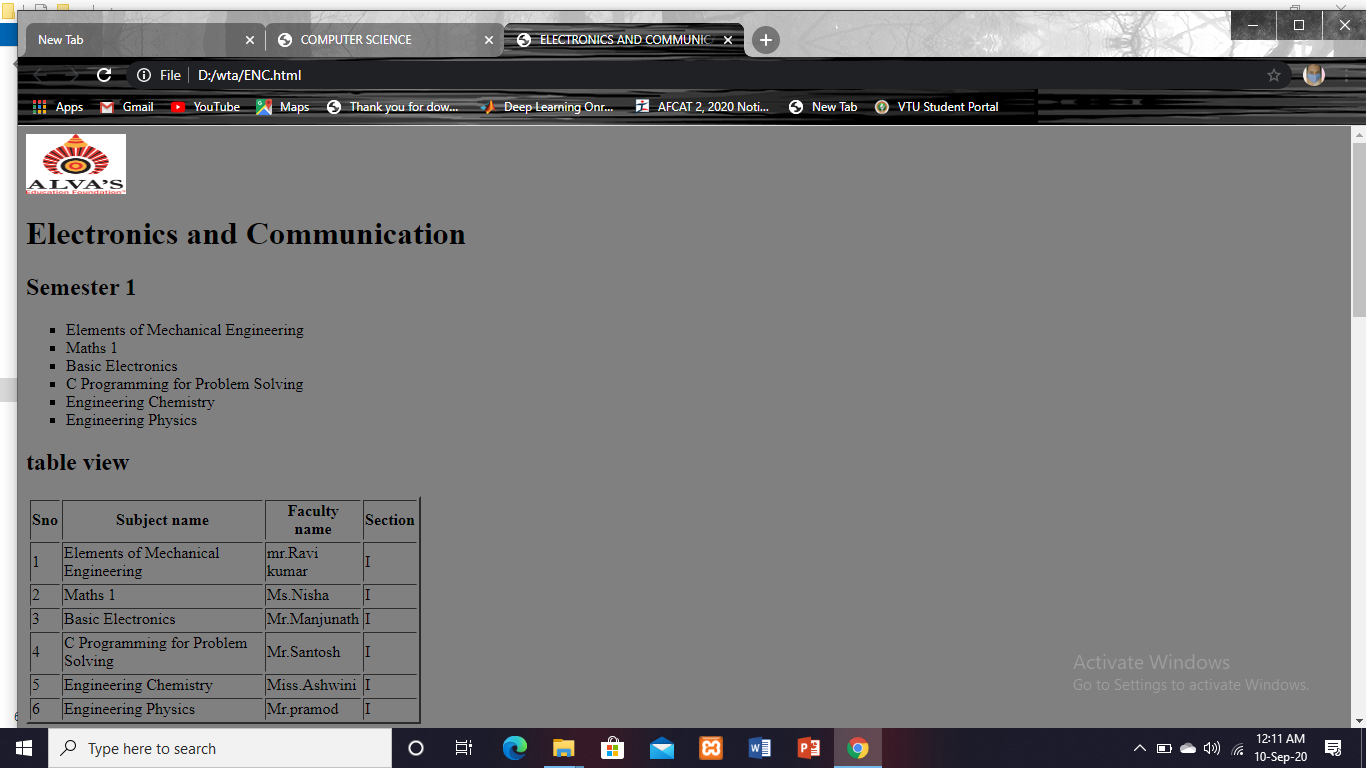 New Tab
COMPUTER SCIENCE
ELECTRONICS AND COMMUNIC
File
D:/wta/ENC.html
Apps
Gmail
YouTube
Maps
Thank you for dow...
Deep Learning Onr...
AFCAT 2, 2020 Noti...
New Tab
VTU Student Portal
ALVA'S
Education Foundation
Electronics and Communication
Semester 1
Elements of Mechanical Engineering
Maths 1
Basic Electronics
C Programming for Problem Solving
Engineering Chemistry
Engineering Physics
table view
Sno Subject name Faculty name Section
1 Elements of Mechanical Engineering mr.Ravi kumar I
2 Maths 1 Ms.Nisha I
3 Basic Electronics Mr.Manjunath I
4 C Programming for Problem Solving Mr.Santosh I
5 Engineering Chemistry Miss.Ashwini I
6 Engineering Physics Mr.pramod I
Activate Windows
Go to Settings to activate Windows.
Type here to search
12:11 AM
10-Sep-20